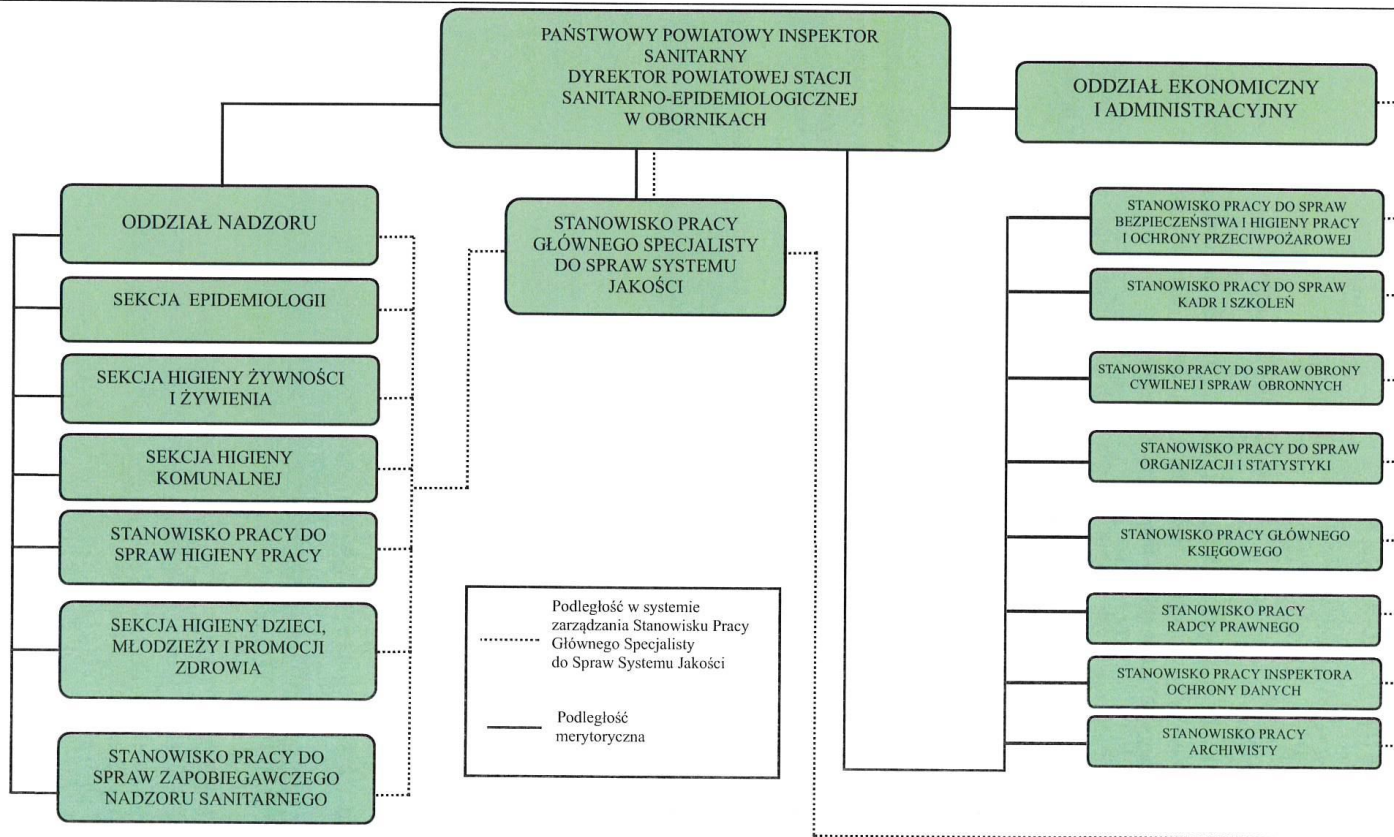 PAŃSTWOWY POWIATOWY INSPEKTOR
SANITARNY
DYREKTOR POWIATOWEJ STACJI
SANITARNO-EPIDEMIOLOGICZNEJ
W OBORNIKACH
ODDZIAŁ EKONOMICZNY
I ADMINISTRACYJNY
ODDZIAŁ NADZORU
SEKCJA EPIDEMIOLOGII
SEKCJA HIGIENY ŻYWNOŚCI
I ŻYWIENIA
SEKCJA HIGIENY
KOMUNALNEJ
STANOWISKO PRACY DO
SPRAW HIGIENY PRACY
SEKCJA HIGIENY DZIECI,
MŁODZIEŻY I PROMOCJI
ZDROWIA
STANOWISKO PRACY DO
SPRAW ZAPOBIEGAWCZEGO
NADZORU SANITARNEGO
STANOWISKO PRACY
GŁÓWNEGO SPECJALISTY
DO SPRAW SYSTEMU
JAKOŚCI
Podległość w systemie
zarządzania Stanowisku Pracy
Głównego Specjalisty
do Spraw Systemu Jakości
Podległość
merytoryczna
STANOWISKO PRACY DO SPRAW
BEZPIECZEŃSTWA I HIGIENY PRACY
I OCHRONY PRZECIWPOŻAROWEJ
STANOWISKO PRACY DO SPRAW
KADR I SZKOLEŃ
STANOWISKO PRACY DO SPRAW OBRONY
CYWILNEJ I SPRAW OBRONNYCH
STANOWISKO PRACY DO SPRAW
ORGANIZACJI I STATYSTYKI
STANOWISKO PRACY GŁÓWNEGO
KSIĘGOWEGO
STANOWISKO PRACY
RADCY PRAWNEGO
STANOWISKO PRACY INSPEKTORA
OCHRONY DANYCH
STANOWISKO PRACY
ARCHIWISTY